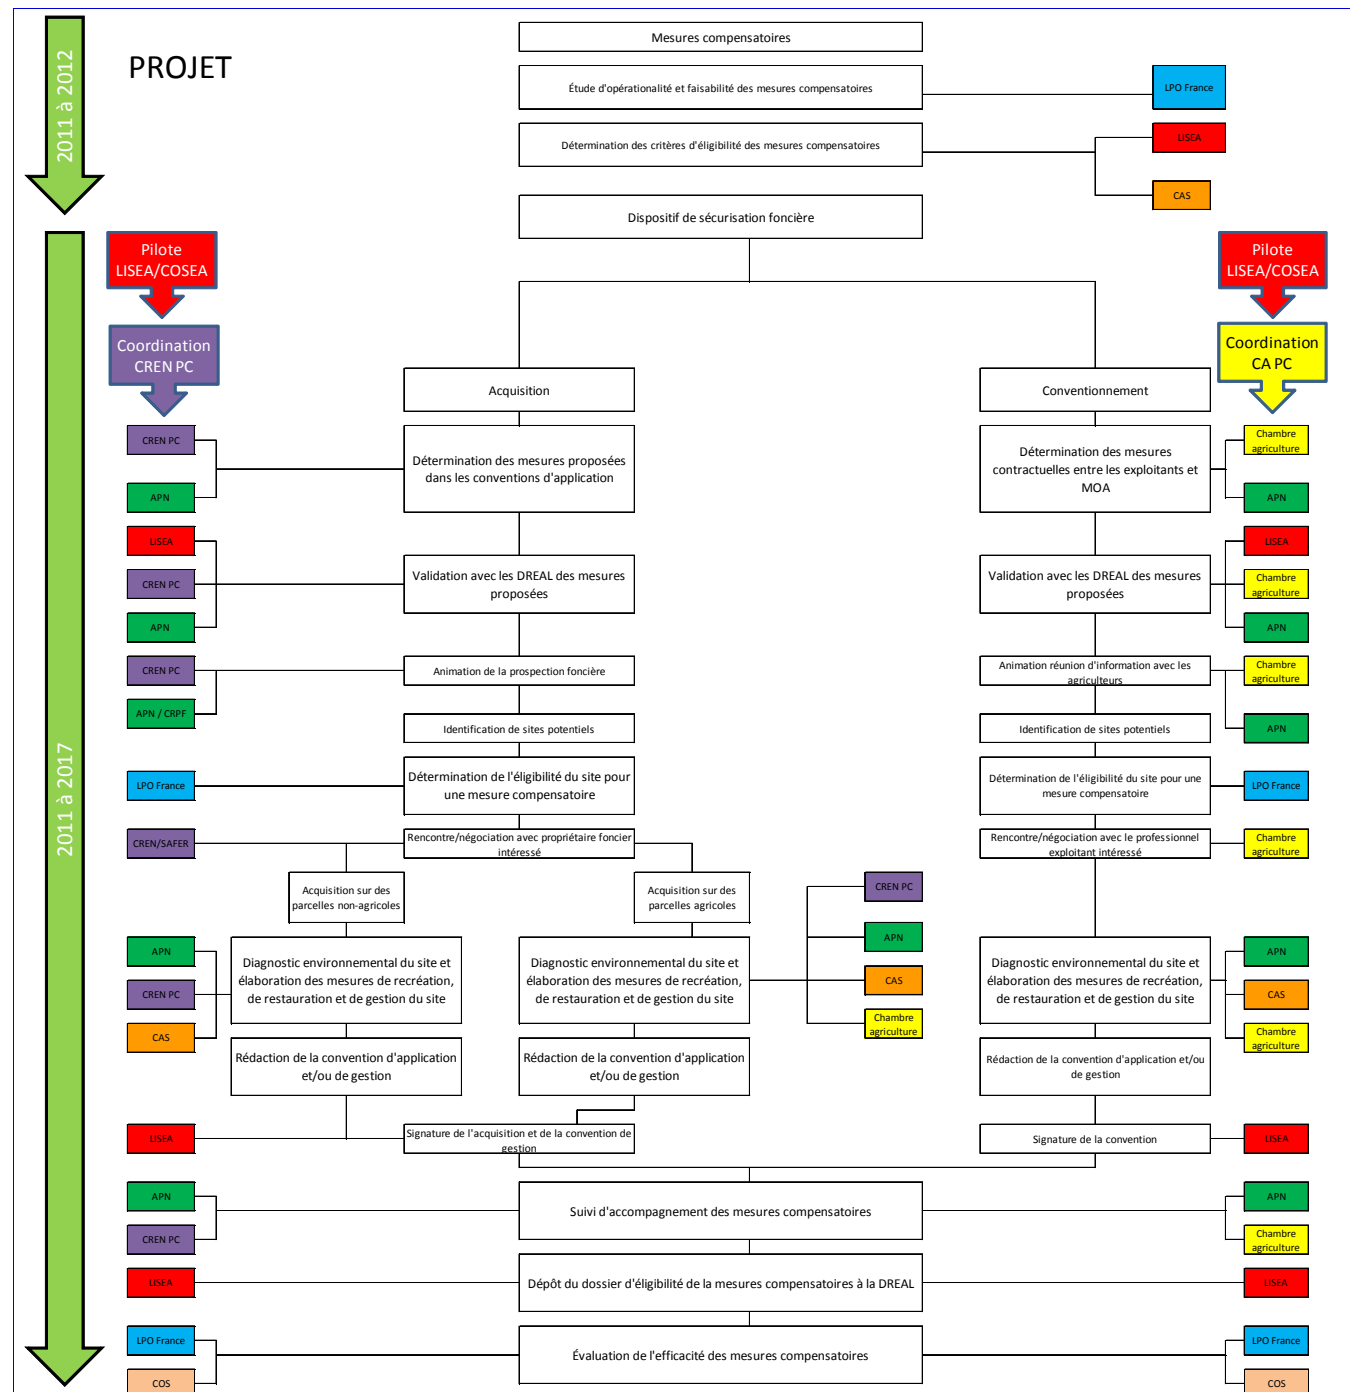 2011 à 2012
PROJET
Mesures compensatoires
Étude d'opérationalité et faisabilité des mesures compensatoires
LPO France
Détermination des critères d'éligibilité des mesures compensatoires
LISEA
CAS
Dispositif de sécurisation foncière
2011 à 2017
Pilote
LISEA/COSEA
Pilote
LISEA/COSEA
Coordination
CREN PC
Coordination
CA PC
Acquisition
Conventionnement
CREN PC
APN
Détermination des mesures proposées
dans les conventions d'application
Détermination des mesures
contractuelles entre les exploitants et
MOA
Chambre
agriculture
APN
LISEA
CREN PC
APN
Validation avec les DREAL des mesures
proposées
Validation avec les DREAL des mesures
proposées
LISEA
Chambre
agriculture
APN
CREN PC
APN / CRPF
Animation de la prospection foncière
Animation réunion d'information avec les
agriculteurs
Chambre
agriculture
APN
Identification de sites potentiels
Identification de sites potentiels
LPO France
Détermination de l'éligibilité du site pour
une mesure compensatoire
Détermination de l'éligibilité du site pour une
mesure compensatoire
LPO France
CREN/SAFER
Rencontre/négociation avec propriétaire foncier
intéressé
Rencontre/négociation avec le professionnel
exploitant intéressé
Chambre
agriculture
Acquisition sur des
parcelles non-agricoles
Acquisition sur des
parcelles agricoles
CREN PC
APN
CAS
Chambre
agriculture
APN
CREN PC
CAS
Diagnostic environnemental du site et
élaboration des mesures de recréation,
de restauration et de gestion du site
Diagnostic environnemental du site et
élaboration des mesures de recréation,
de restauration et de gestion du site
Diagnostic environnemental du site et
élaboration des mesures de recréation,
de restauration et de gestion du site
APN
CAS
Chambre
agriculture
Rédaction de la convention d'application
et/ou de gestion
Rédaction de la convention d'application
et/ou de gestion
Rédaction de la convention d'application et/ou
de gestion
LISEA
Signature de l'acquisition et de la convention de
gestion
Signature de la convention
LISEA
APN
CREN PC
Suivi d'accompagnement des mesures compensatoires
APN
Chambre
agriculture
LISEA
Dépôt du dossier d'éligibilité de la mesures compensatoires à la DREAL
LISEA
LPO France
COS
Évaluation de l'efficacité des mesures compensatoires
LPO France
COS